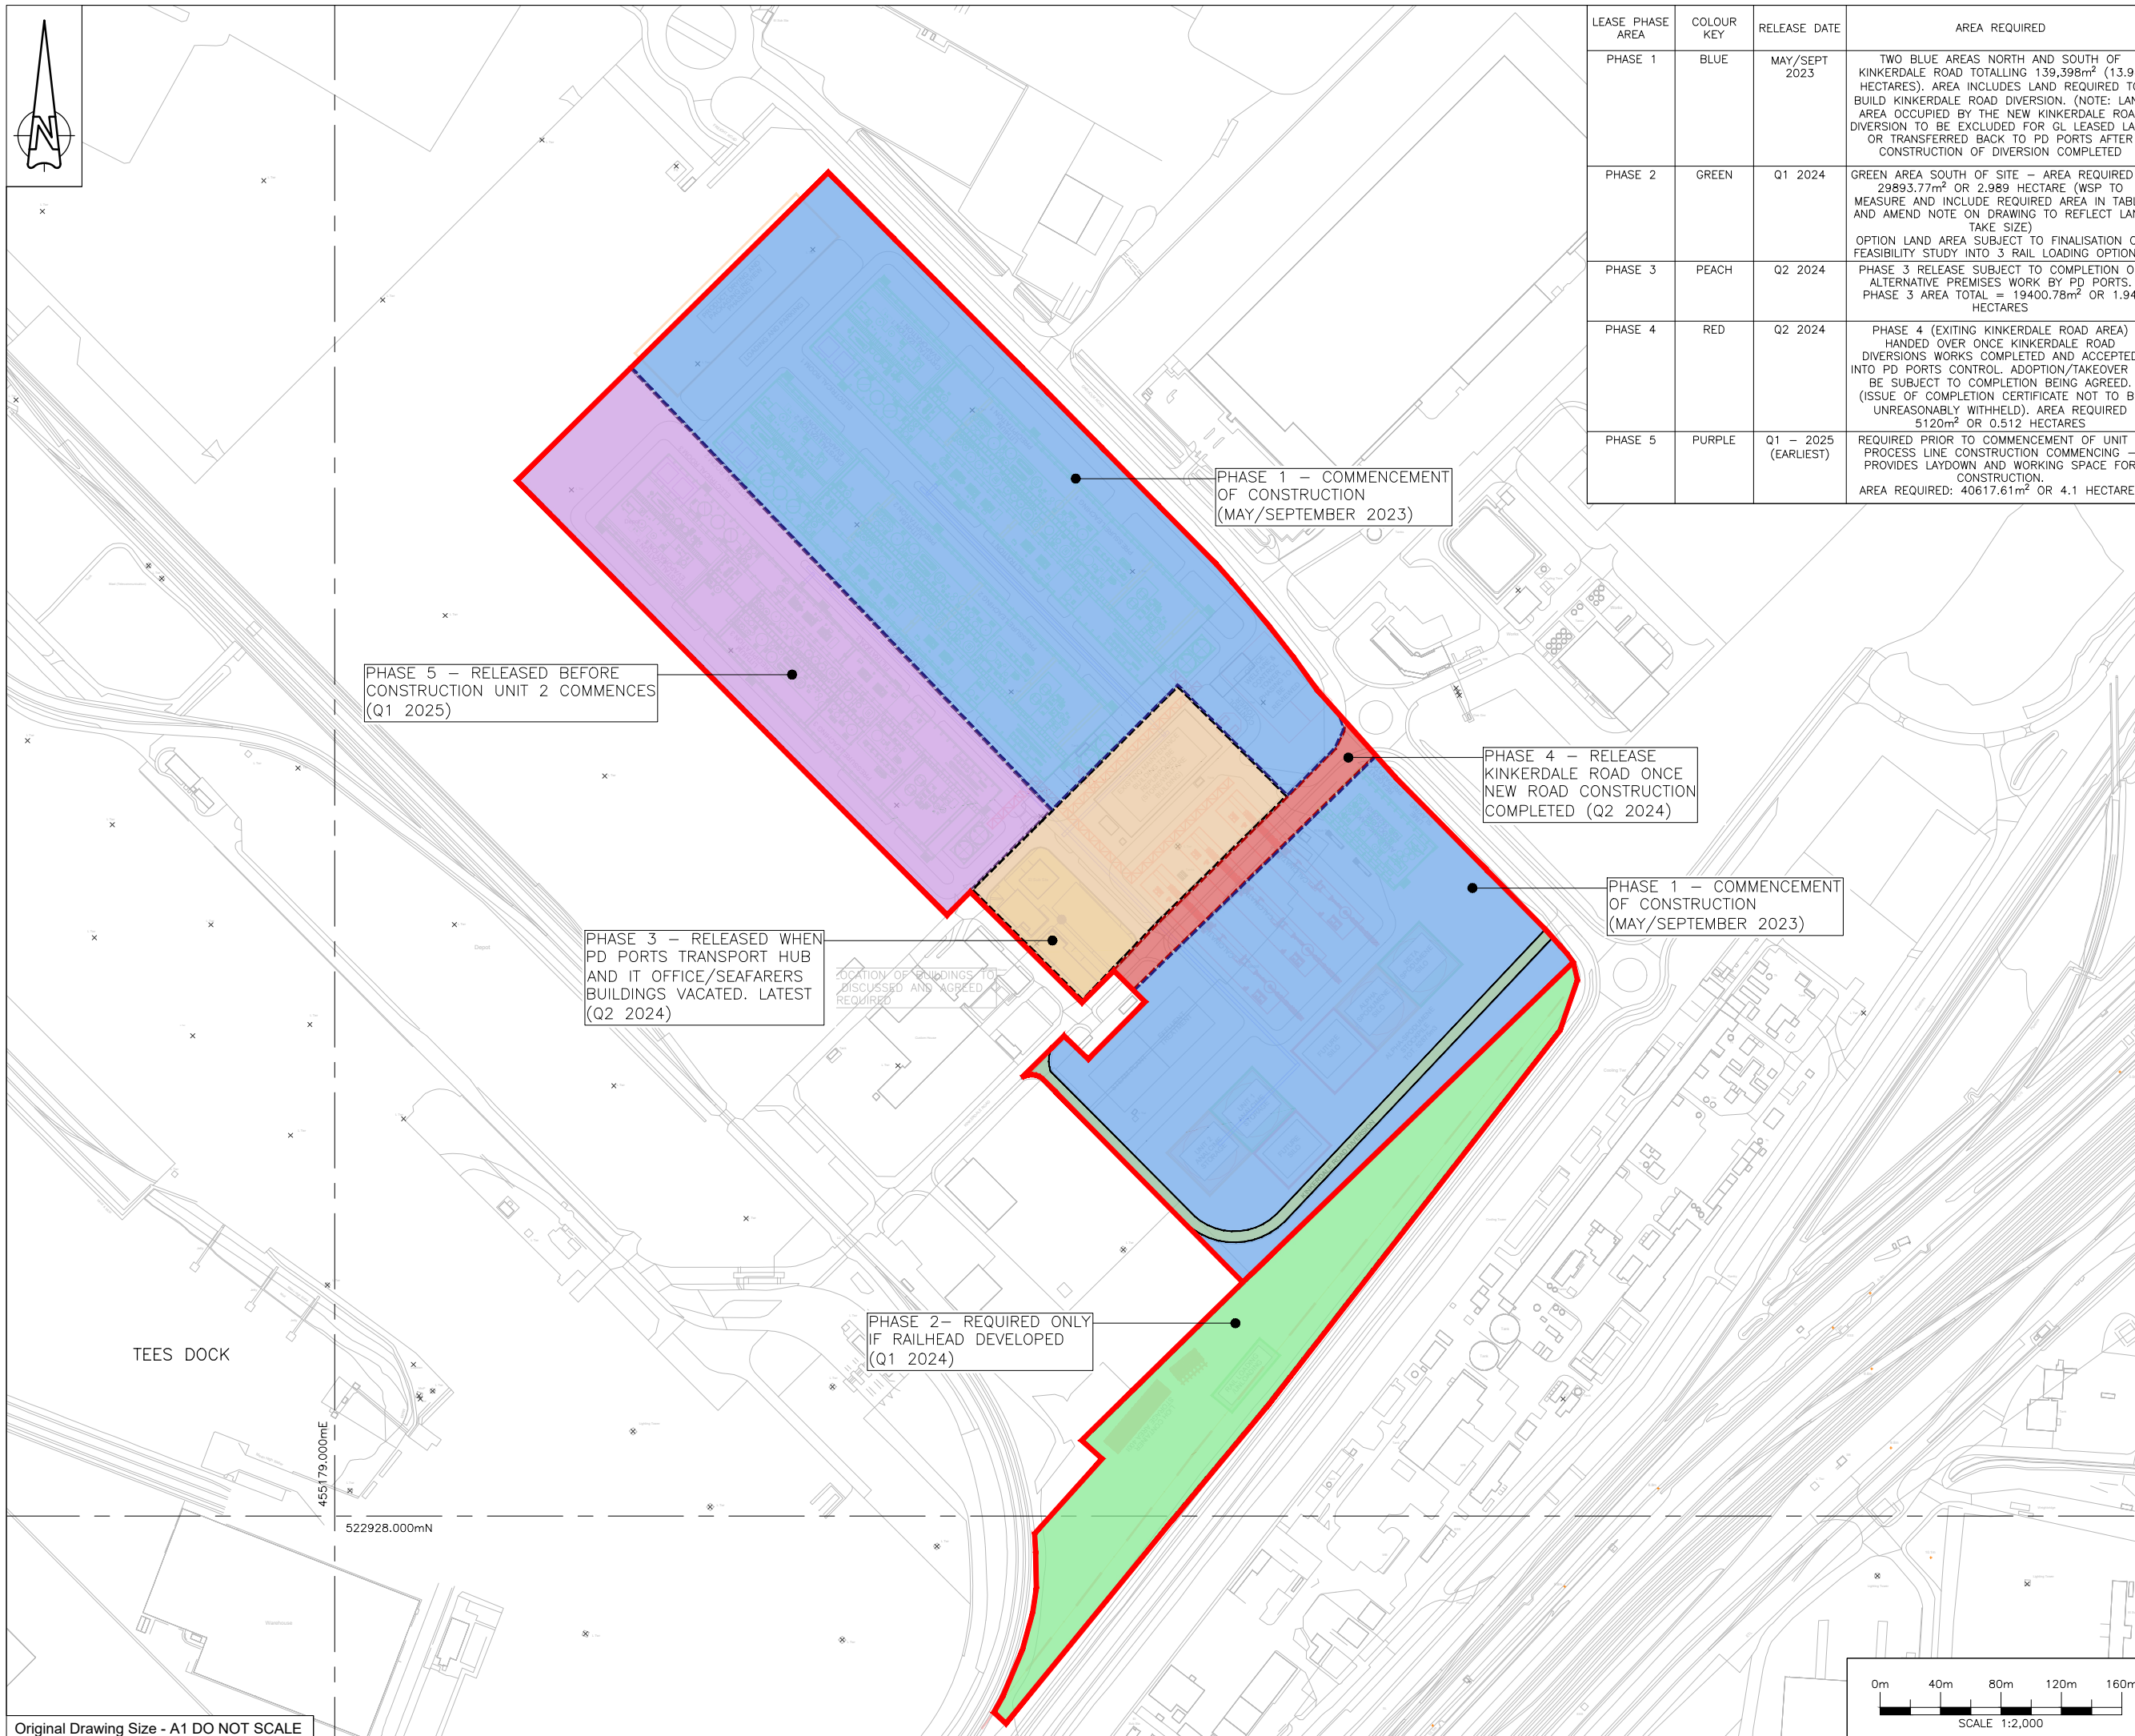 N
LEASE PHASE AREA
COLOUR KEY
RELEASE DATE
AREA REQUIRED
PHASE 1
BLUE
MAY/SEPT 2023
TWO BLUE AREAS NORTH AND SOUTH OF
KINKERDALE ROAD TOTALLING 139,398m² (13.9
HECTARES). AREA INCLUDES LAND REQUIRED
BUILD KINKERDALE ROAD DIVERSION. (NOTE:
AREA OCCUPIED BY THE NEW KINKERDALE
DIVERSION TO BE EXCLUDED FOR GL LEASED
OR TRANSFERRED BACK TO PD PORTS AFTER
CONSTRUCTION OF DIVERSION COMPLETED
PHASE 2
GREEN
Q1 2024
GREEN AREA SOUTH OF SITE – AREA REQUIRED
29893.77m² OR 2.989 HECTARE (WSP TO
MEASURE AND INCLUDE REQUIRED AREA IN
AND AMEND NOTE ON DRAWING TO REFLECT
TAKE SIZE)
OPTION LAND AREA SUBJECT TO FINALISATION
FEASIBILITY STUDY INTO 3 RAIL LOADING OPTION
PHASE 3
PEACH
Q2 2024
PHASE 3 RELEASE SUBJECT TO COMPLETION
ALTERNATIVE PREMISES WORK BY PD PORTS.
PHASE 3 AREA TOTAL = 19400.78m² OR 1.94
HECTARES
PHASE 4
RED
Q2 2024
PHASE 4 (EXITING KINKERDALE ROAD AREA)
HANDED OVER ONCE KINKERDALE ROAD
DIVERSIONS WORKS COMPLETED AND ACCEPTED
INTO PD PORTS CONTROL. ADOPTION/TAKEOVER
BE SUBJECT TO COMPLETION BEING AGREED.
(ISSUE OF COMPLETION CERTIFICATE NOT TO
UNREASONABLY WITHHELD). AREA REQUIRED
5120m² OR 0.512 HECTARES
PHASE 5
PURPLE
Q1 – 2025
(EARLIEST)
REQUIRED PRIOR TO COMMENCEMENT OF UNIT
PROCESS LINE CONSTRUCTION COMMENCING –
PROVIDES LAYDOWN AND WORKING SPACE FOR
CONSTRUCTION.
AREA REQUIRED: 40617.61m² OR 4.1 HECTARE
PHASE 1 – COMMENCEMENT
OF CONSTRUCTION
(MAY/SEPTEMBER 2023)
PHASE 5 – RELEASED BEFORE
CONSTRUCTION UNIT 2 COMMENCES
(Q1 2025)
PHASE 4 – RELEASE
KINKERDALE ROAD ONCE
NEW ROAD CONSTRUCTION
COMPLETED (Q2 2024)
PHASE 1 – COMMENCEMENT
OF CONSTRUCTION
(MAY/SEPTEMBER 2023)
PHASE 3 – RELEASED WHEN
PD PORTS TRANSPORT HUB
AND IT OFFICE/SEAFARERS
BUILDINGS VACATED. LATEST
(Q2 2024)
OCATION OF BUILDINGS TO
DISCUSSED AND AGREED
REQUIRED
Depot
PHASE 2– REQUIRED ONLY
IF RAILHEAD DEVELOPED
(Q1 2024)
TEES DOCK
455179.000mE
522928.000mN
Warehouse
0m 40m 80m 120m 160m
SCALE 1:2,000
Original Drawing Size - A1 DO NOT SCALE